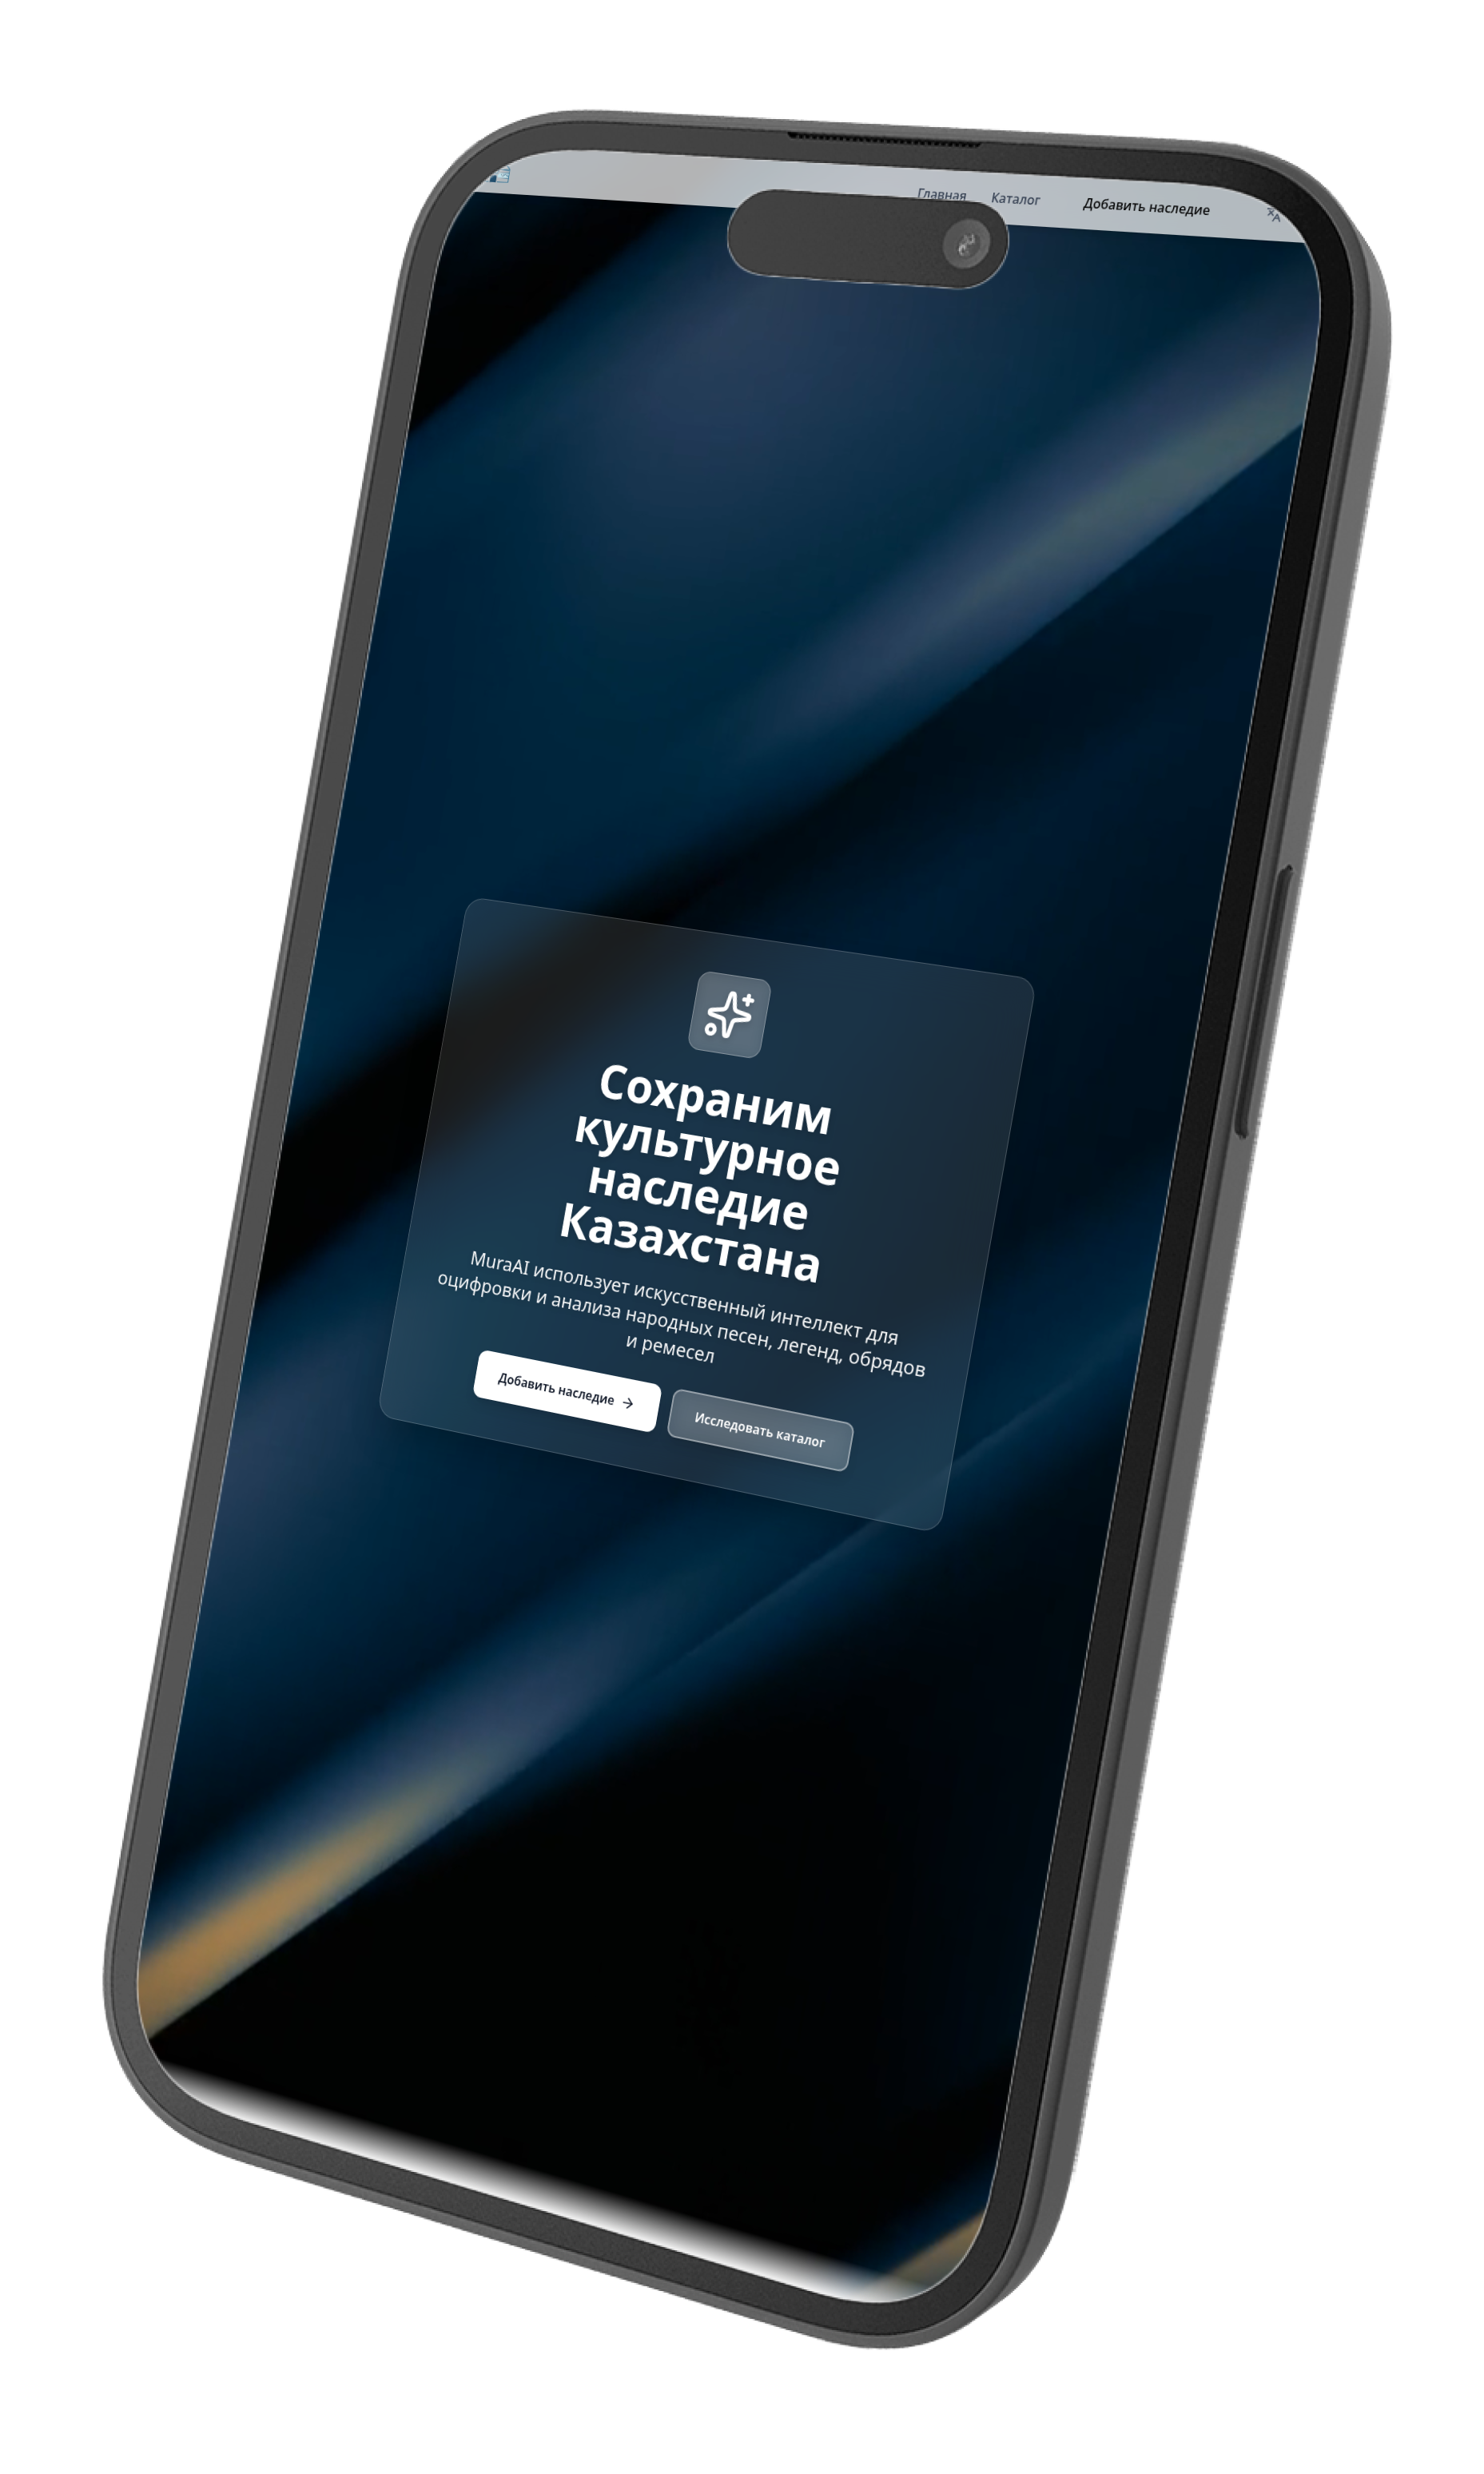 Главная Каталог Добавить наследие
Сохраним
культурное
наследие
Казахстана
MuraAI использует искусственный интеллект для
оцифровки и анализа народных песен, легенд, обрядов
и ремесел
Добавить наследие → Исследовать каталог